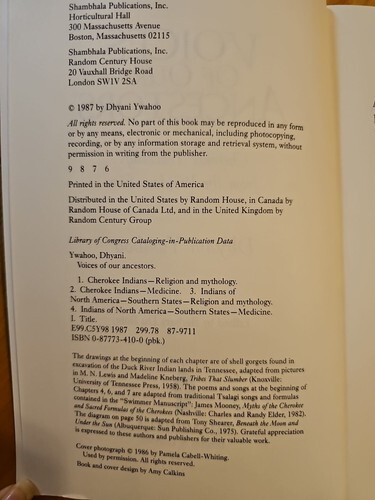 Shambhala Publications, Inc.
Horticultural Hall
300 Massachusetts Avenue
Boston, Massachusetts 02115
Shambhala Publications, Inc.
Random Century House
20 Vauxhall Bridge Road
London SW1V 2SA
© 1987 by Dhyani Ywahoo
All rights reserved. No part of this book may be reproduced in any form
or by any means, electronic or mechanical, including photocopying,
recording, or by any information storage and retrieval system, without
permission in writing from the publisher.
9 8 7 6
Printed in the United States of America
Distributed in the United States by Random House, in Canada by
Random House of Canada Ltd, and in the United Kingdom by
Random Century Group
Library of Congress Cataloging-in-Publication Data
Ywahoo, Dhyani.
Voices of our ancestors.
1. Cherokee Indians—Religion and mythology.
2. Cherokee Indians—Medicine. 3. Indians of
North America—Southern States—Religion and mythology.
4. Indians of North America—Southern States—Medicine.
I. Title.
E99.C5Y98 1987 299.78 87-9711
ISBN 0-87773-410-0 (pbk.)
The drawings at the beginning of each chapter are of shell gorgets found in
excavation of the Duck River Indian lands in Tennessee, adapted from pictures
in M. N. Lewis and Madeline Kneberg, Tribes That Slumber (Knoxville:
University of Tennessee Press, 1958). The poems and songs at the beginning of
Chapters 4, 6, and 7 are adapted from traditional Tsalagi songs and formulas
contained in the "Swimmer Manuscript": James Mooney, Myths of the Cherokee
and Sacred Formulas of the Cherokees (Nashville: Charles and Randy Elder, 1982).
The diagram on page 50 is adapted from Tony Shearer, Beneath the Moon and
Under the Sun (Albuquerque: Sun Publishing Co., 1975). Grateful appreciation
is expressed to these authors and publishers for their valuable work.
Cover photograph © 1986 by Pamela Cabell-Whiting.
Used by permission. All rights reserved.
Book and cover design by Amy Calkins